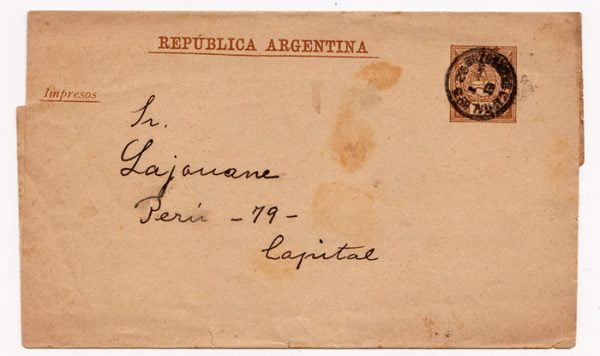 REPÚBLICA ARGENTINA
Impresos
Sr.
Lajouane
Perú - 79 -
Capital